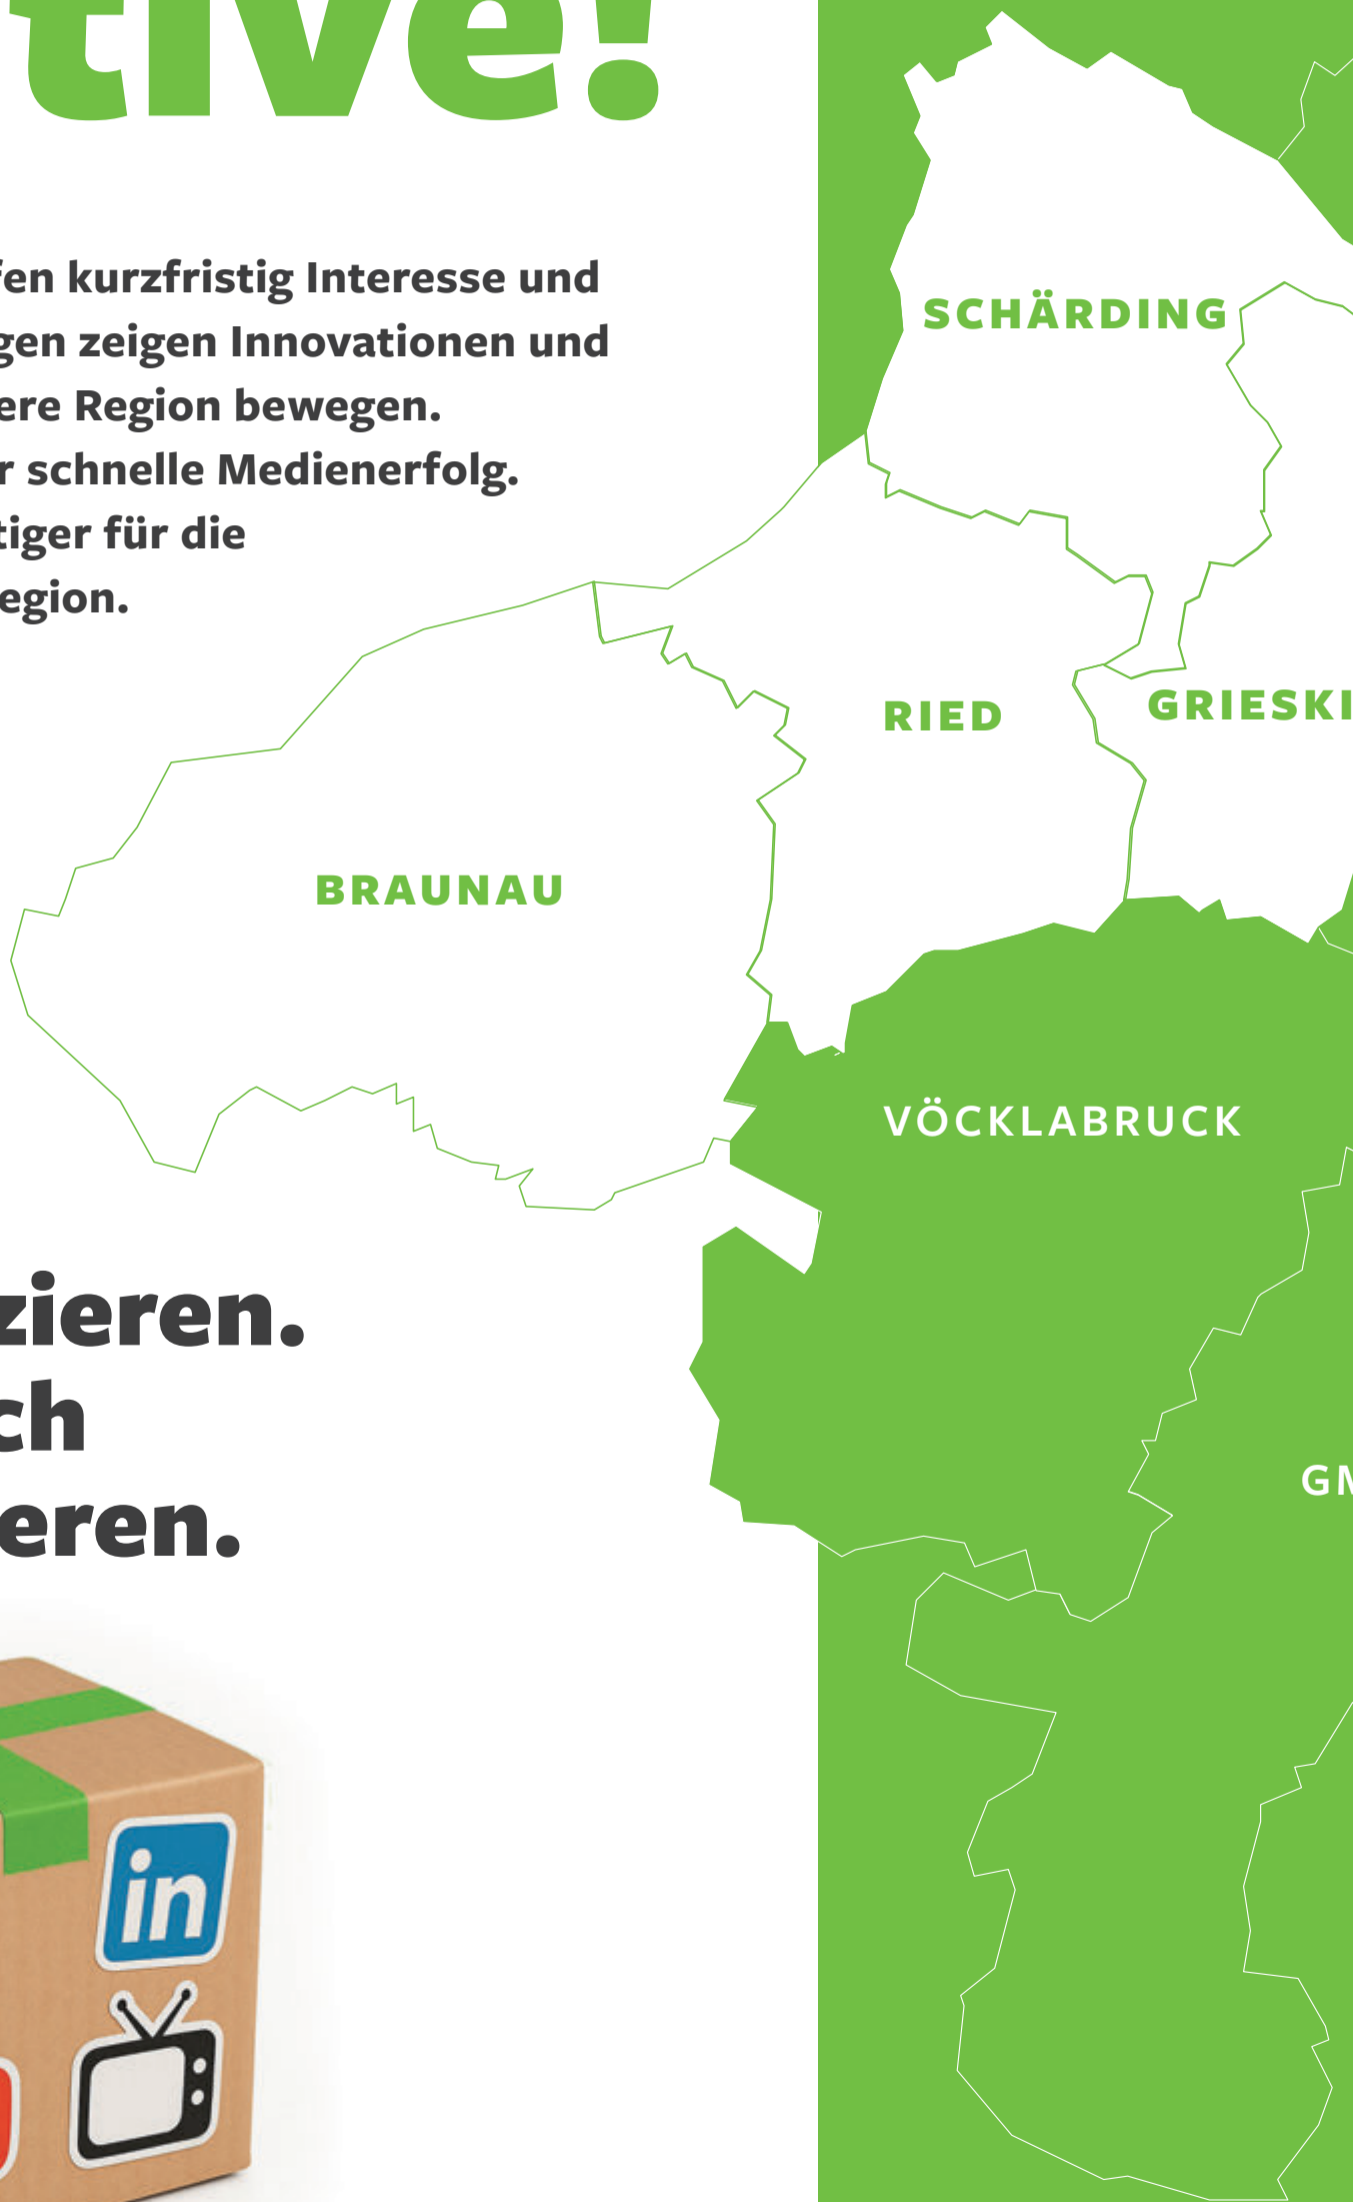 tive!
fen kurzfristig Interesse und
gen zeigen Innovationen und
ere Region bewegen.
r schnelle Medienerfolg.
tiger für die
egion.
SCHÄRDING
RIED
GRIESKI
BRAUNAU
VÖCKLABRUCK
GM
zieren.
ch
eren.
in